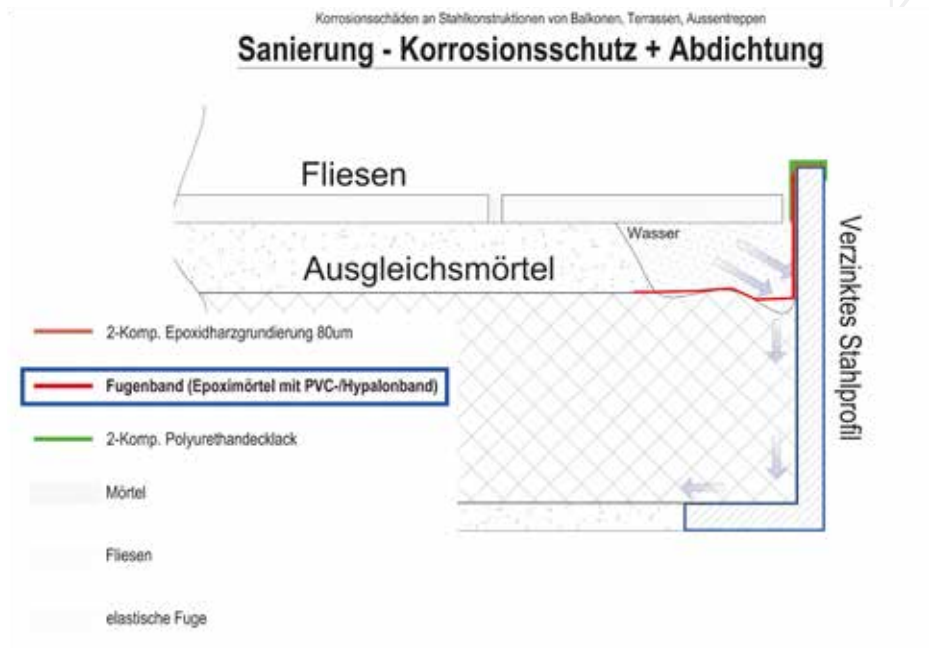 Korrosionsschäden an Stahlkonstruktionen von Balkonen, Terrassen, Aussentreppen
Sanierung - Korrosionsschutz + Abdichtung
Fliesen
Wasser
Ausgleichsmörtel
Verzinktes Stahlprofil
2-Komp. Epoxidharzgrundierung 80um
Fugenband (Epoximörtel mit PVC-/Hypalonband)
2-Komp. Polyurethandecklack
Mörtel
Fliesen
elastische Fuge